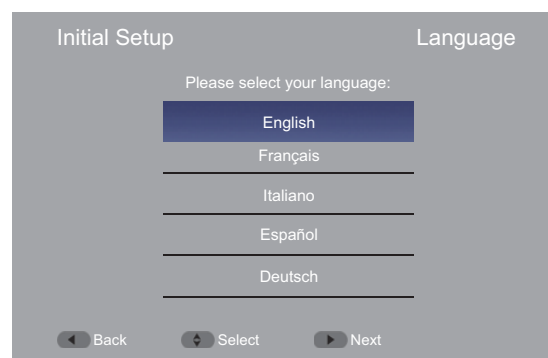 Initial Setup Language
Please select your language:
English
Français
Italiano
Español
Deutsch
Back Select Next